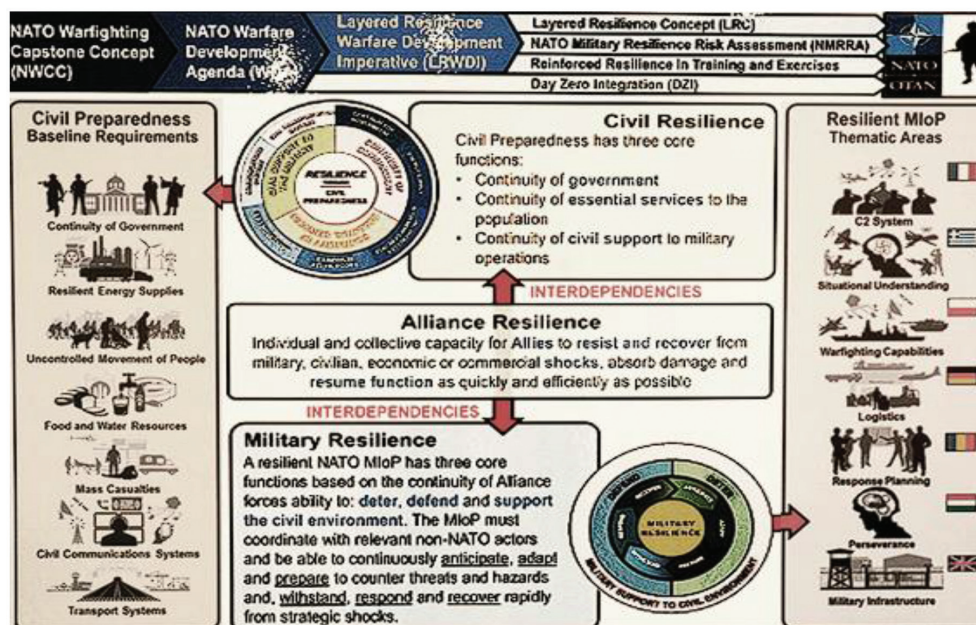 NATO Warfighting
Capstone Concept
(NWCC)
NATO Warfare
Development
Agenda
Layered Resilience
Warfare Development
Imperative (LRWDI)
Layered Resilience Concept (LRC)
NATO Military Resilience Risk Assessment (NMRRA)
Reinforced Resilience In Training and Exercises
Day Zero Integration (DZI)
NATO
OTAN
Civil Preparedness
Baseline Requirements
Continuity of Government
Resilient Energy Supplies
Uncontrolled Movement of People
Food and Water Resources
Mass Casualties
Civil Communications Systems
Transport Systems
RESILIENCE
CIVIL
PREPAREDNESS
Civil Resilience
Civil Preparedness has three core
functions:
• Continuity of government
• Continuity of essential services to the
population
• Continuity of civil support to military
operations
INTERDEPENDENCIES
Alliance Resilience
Individual and collective capacity for Allies to resist and recover from
military, civilian, economic or commercial shocks, absorb damage and
resume function as quickly and efficiently as possible
INTERDEPENDENCIES
Military Resilience
A resilient NATO MIoP has three core
functions based on the continuity of Alliance
forces ability to: deter, defend and support
the civil environment. The MIoP must
coordinate with relevant non-NATO actors
and be able to continuously anticipate, adapt
and prepare to counter threats and hazards
and, withstand, respond and recover rapidly
from strategic shocks.
DEFEND
DETER
MILITARY
RESILIENCE
MILITARY SUPPORT TO CIVIL ENVIRONMENT
Resilient MIoP
Thematic Areas
C2 System
Situational Understanding
Warfighting Capabilities
Logistics
Response Planning
Perseverance
Military Infrastructure